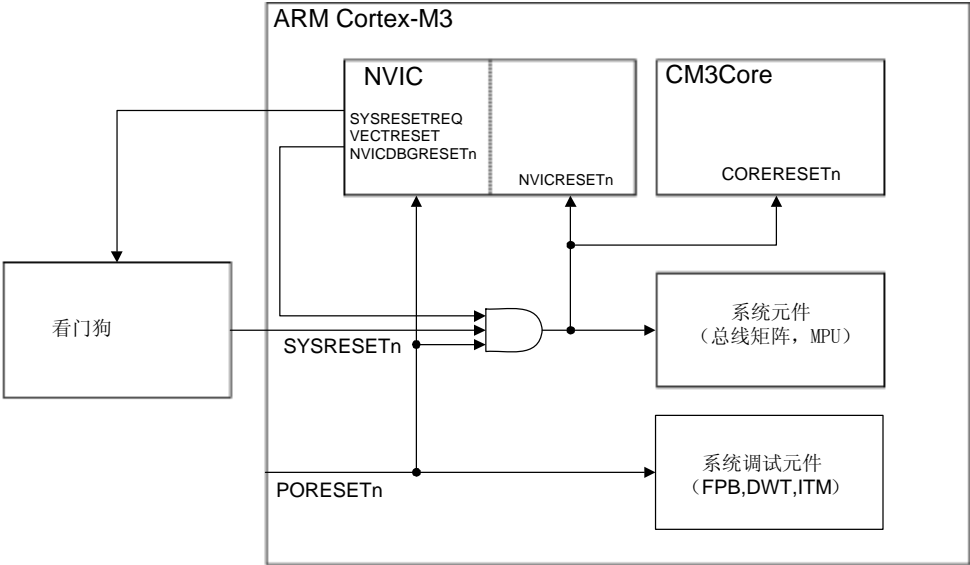 ARM Cortex-M3
NVIC
SYSRESETREQ
VECTRESET
NVICDBGRESETn
NVICRESETn
CM3Core
CORERESETn
看门狗
SYSRESETn
系统元件
（总线矩阵，MPU）
PORESETn
系统调试元件
（FPB,DWT,ITM）